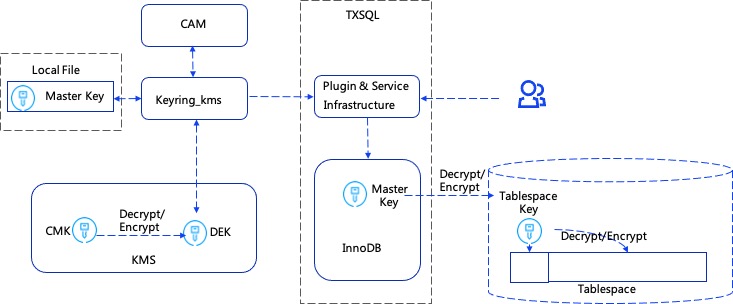 CAM
TXSQL
Local File
Master Key
Keyring_kms
Plugin & Service
Infrastructure
Decrypt/
Encrypt
CMK
DEK
KMS
Master
Key
InnoDB
Decrypt/
Encrypt
Tablespace
Key
Decrypt/Encrypt
Tablespace